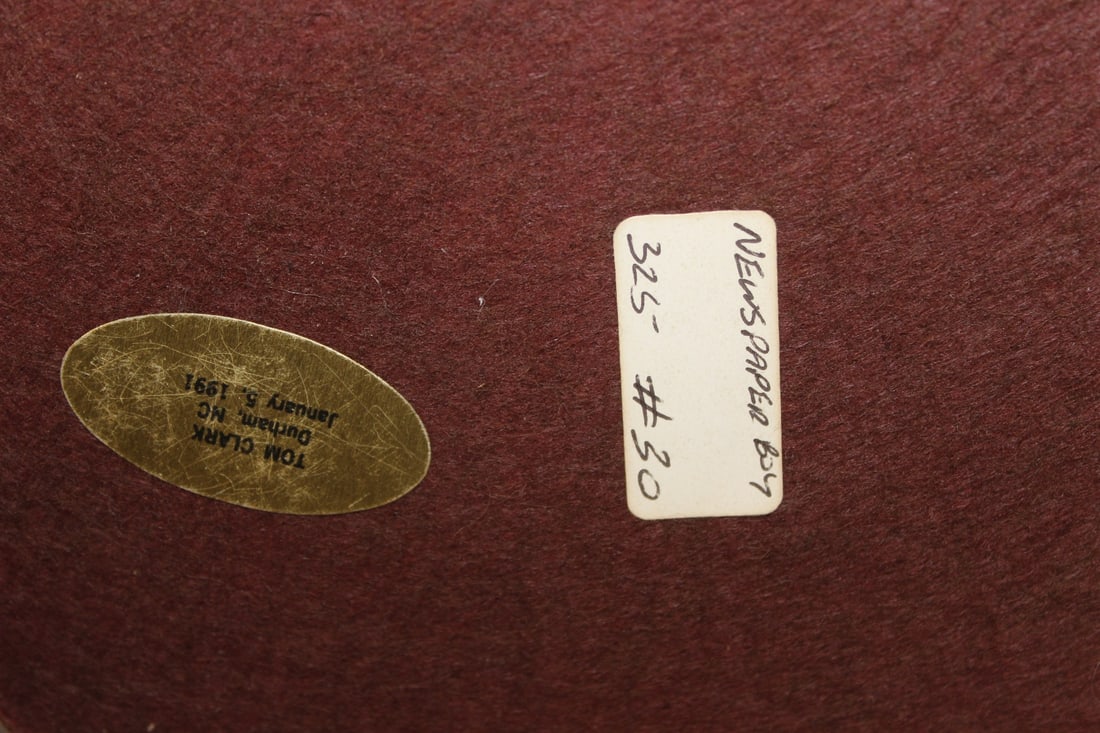 TOM CLARK
Durham, NC
January 5, 1991
NEWSPAPER BOY
325- #30